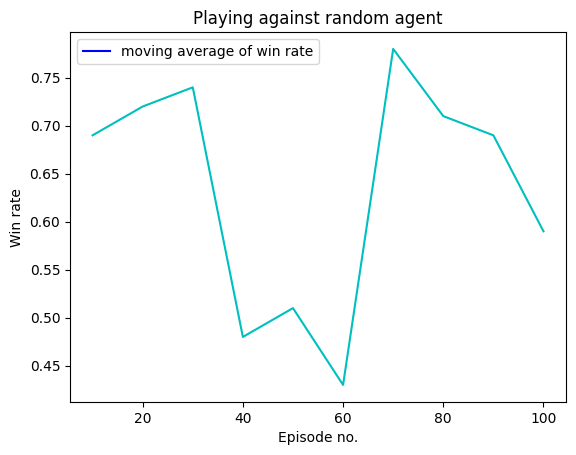 Playing against random agent
moving average of win rate
Win rate
0.75
0.70
0.65
0.60
0.55
0.50
0.45
20 40 60 80 100
Episode no.